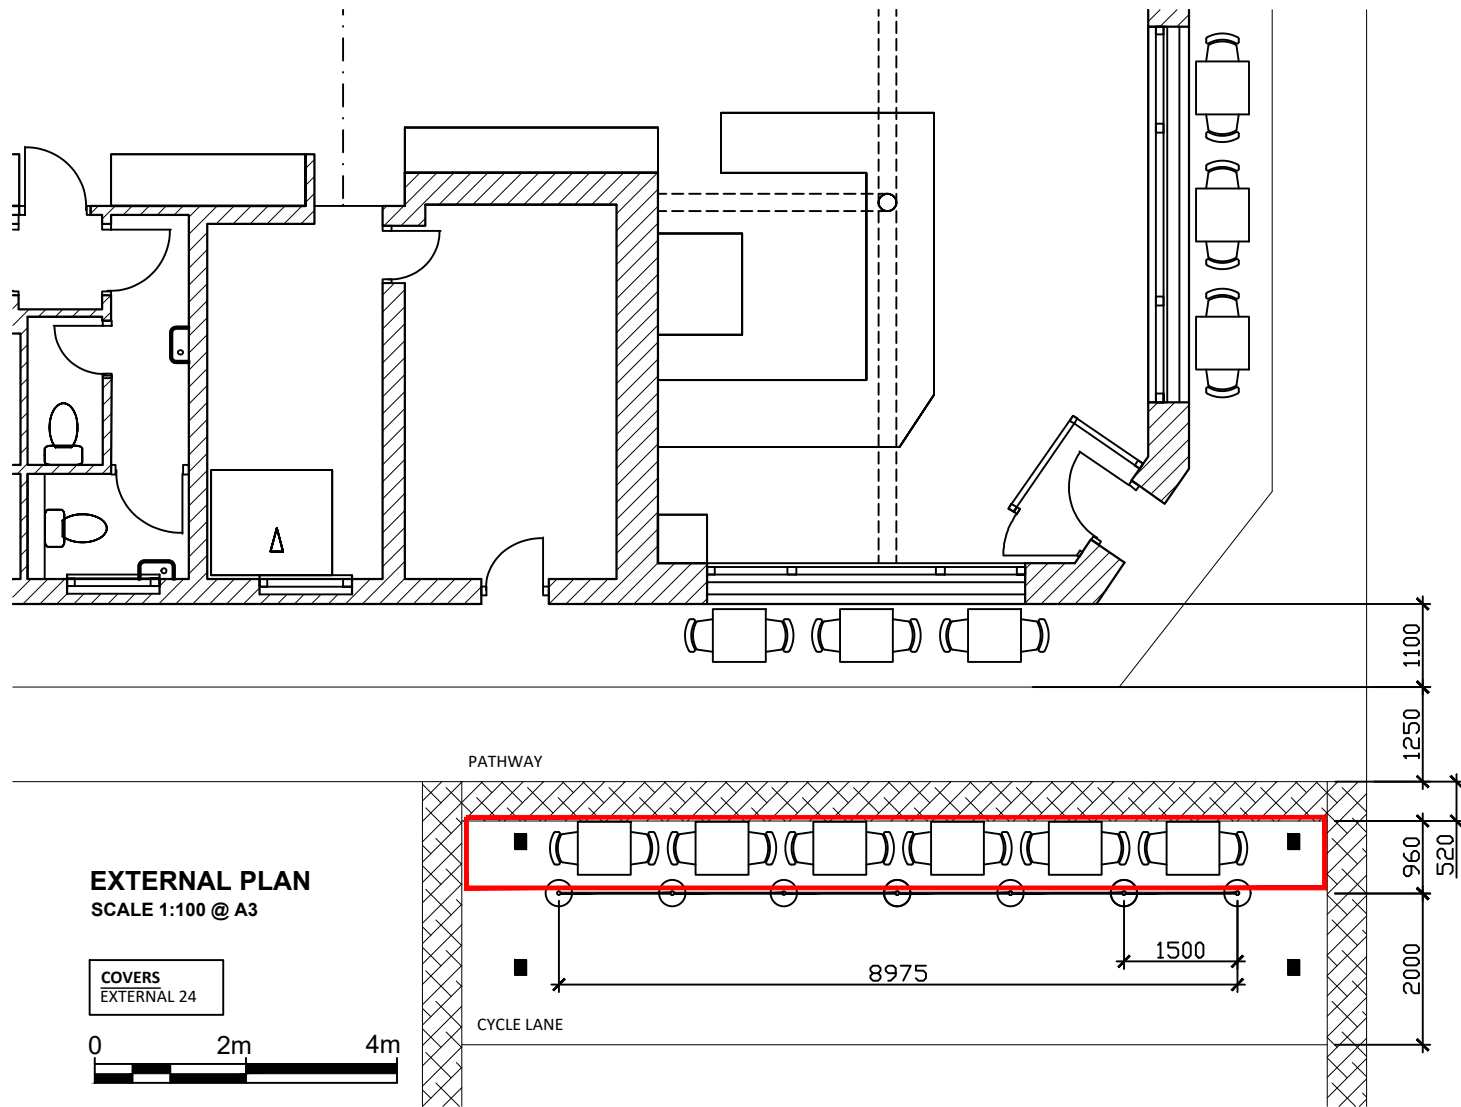 1100
1250
PATHWAY
960
520
EXTERNAL PLAN
SCALE 1:100 @ A3
1500
8975
2000
COVERS
EXTERNAL 24
CYCLE LANE
0 2m 4m